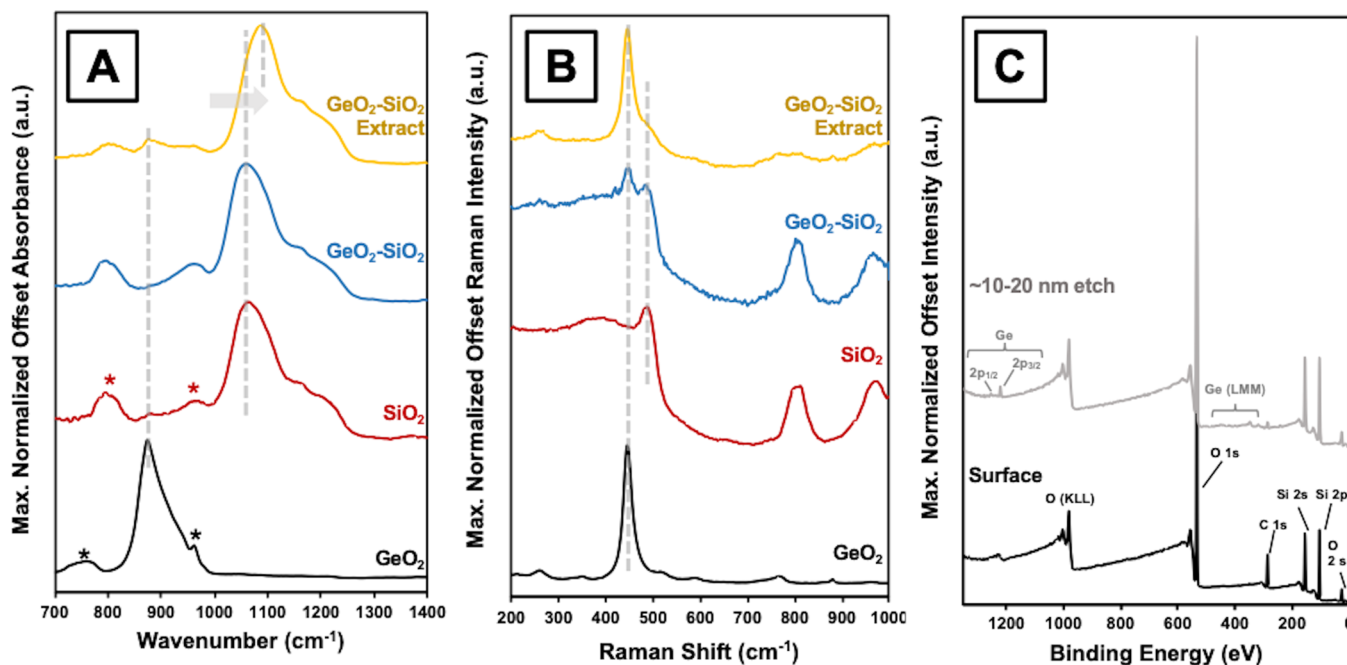 A
Max. Normalized Offset Absorbance (a.u.)
GeO₂-SiO₂
Extract
GeO₂-SiO₂
*
*
SiO₂
*
*
GeO₂
700 800 900 1000 1100 1200 1300 1400
Wavenumber (cm⁻¹)
B
Max. Normalized Offset Raman Intensity (a.u.)
GeO₂-SiO₂
Extract
GeO₂-SiO₂
SiO₂
GeO₂
200 300 400 500 600 700 800 900 1000
Raman Shift (cm⁻¹)
C
Max. Normalized Offset Intensity (a.u.)
~10-20 nm etch
Ge
2p₁/₂ 2p₃/₂
Ge (LMM)
Surface
O (KLL)
O 1s
C 1s
Si 2s
Si 2p
O
2 s
1200 1000 800 600 400 200
Binding Energy (eV)